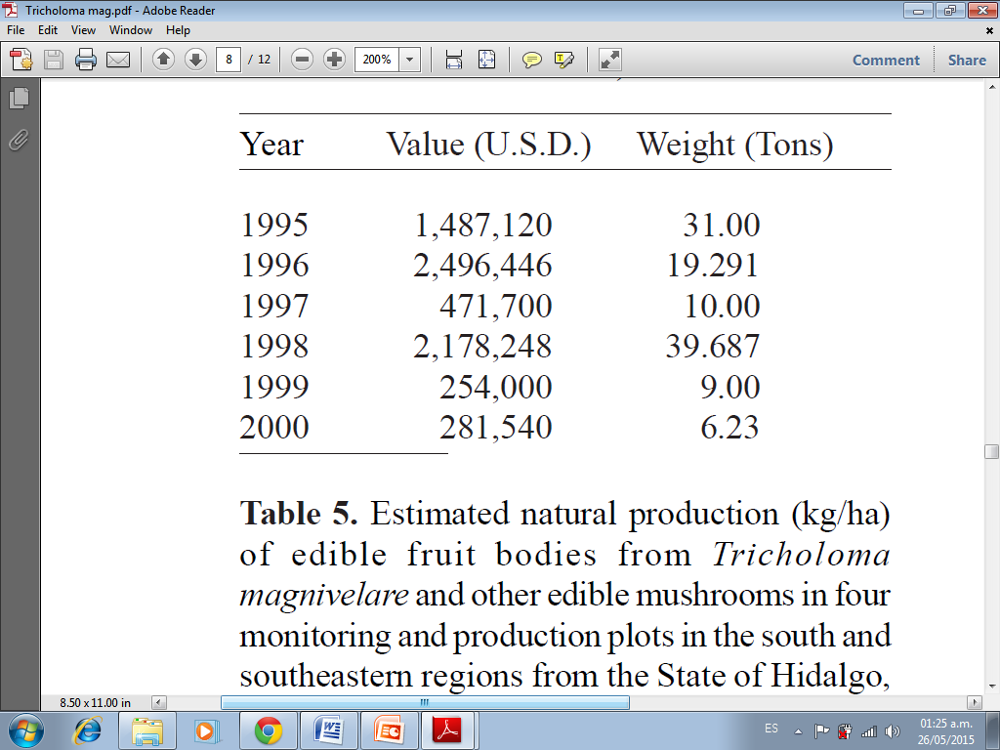 Tricholoma mag.pdf - Adobe Reader
File Edit View Window Help
8 / 12 200% Comment Share
Year Value (U.S.D.) Weight (Tons)
1995 1,487,120 31.00
1996 2,496,446 19.291
1997 471,700 10.00
1998 2,178,248 39.687
1999 254,000 9.00
2000 281,540 6.23
Table 5. Estimated natural production (kg/ha)
of edible fruit bodies from Tricholoma
magnivelare and other edible mushrooms in four
monitoring and production plots in the south and
southeastern regions from the State of Hidalgo,
8.50 x 11.00 in
ES 01:25 a.m.
26/05/2015